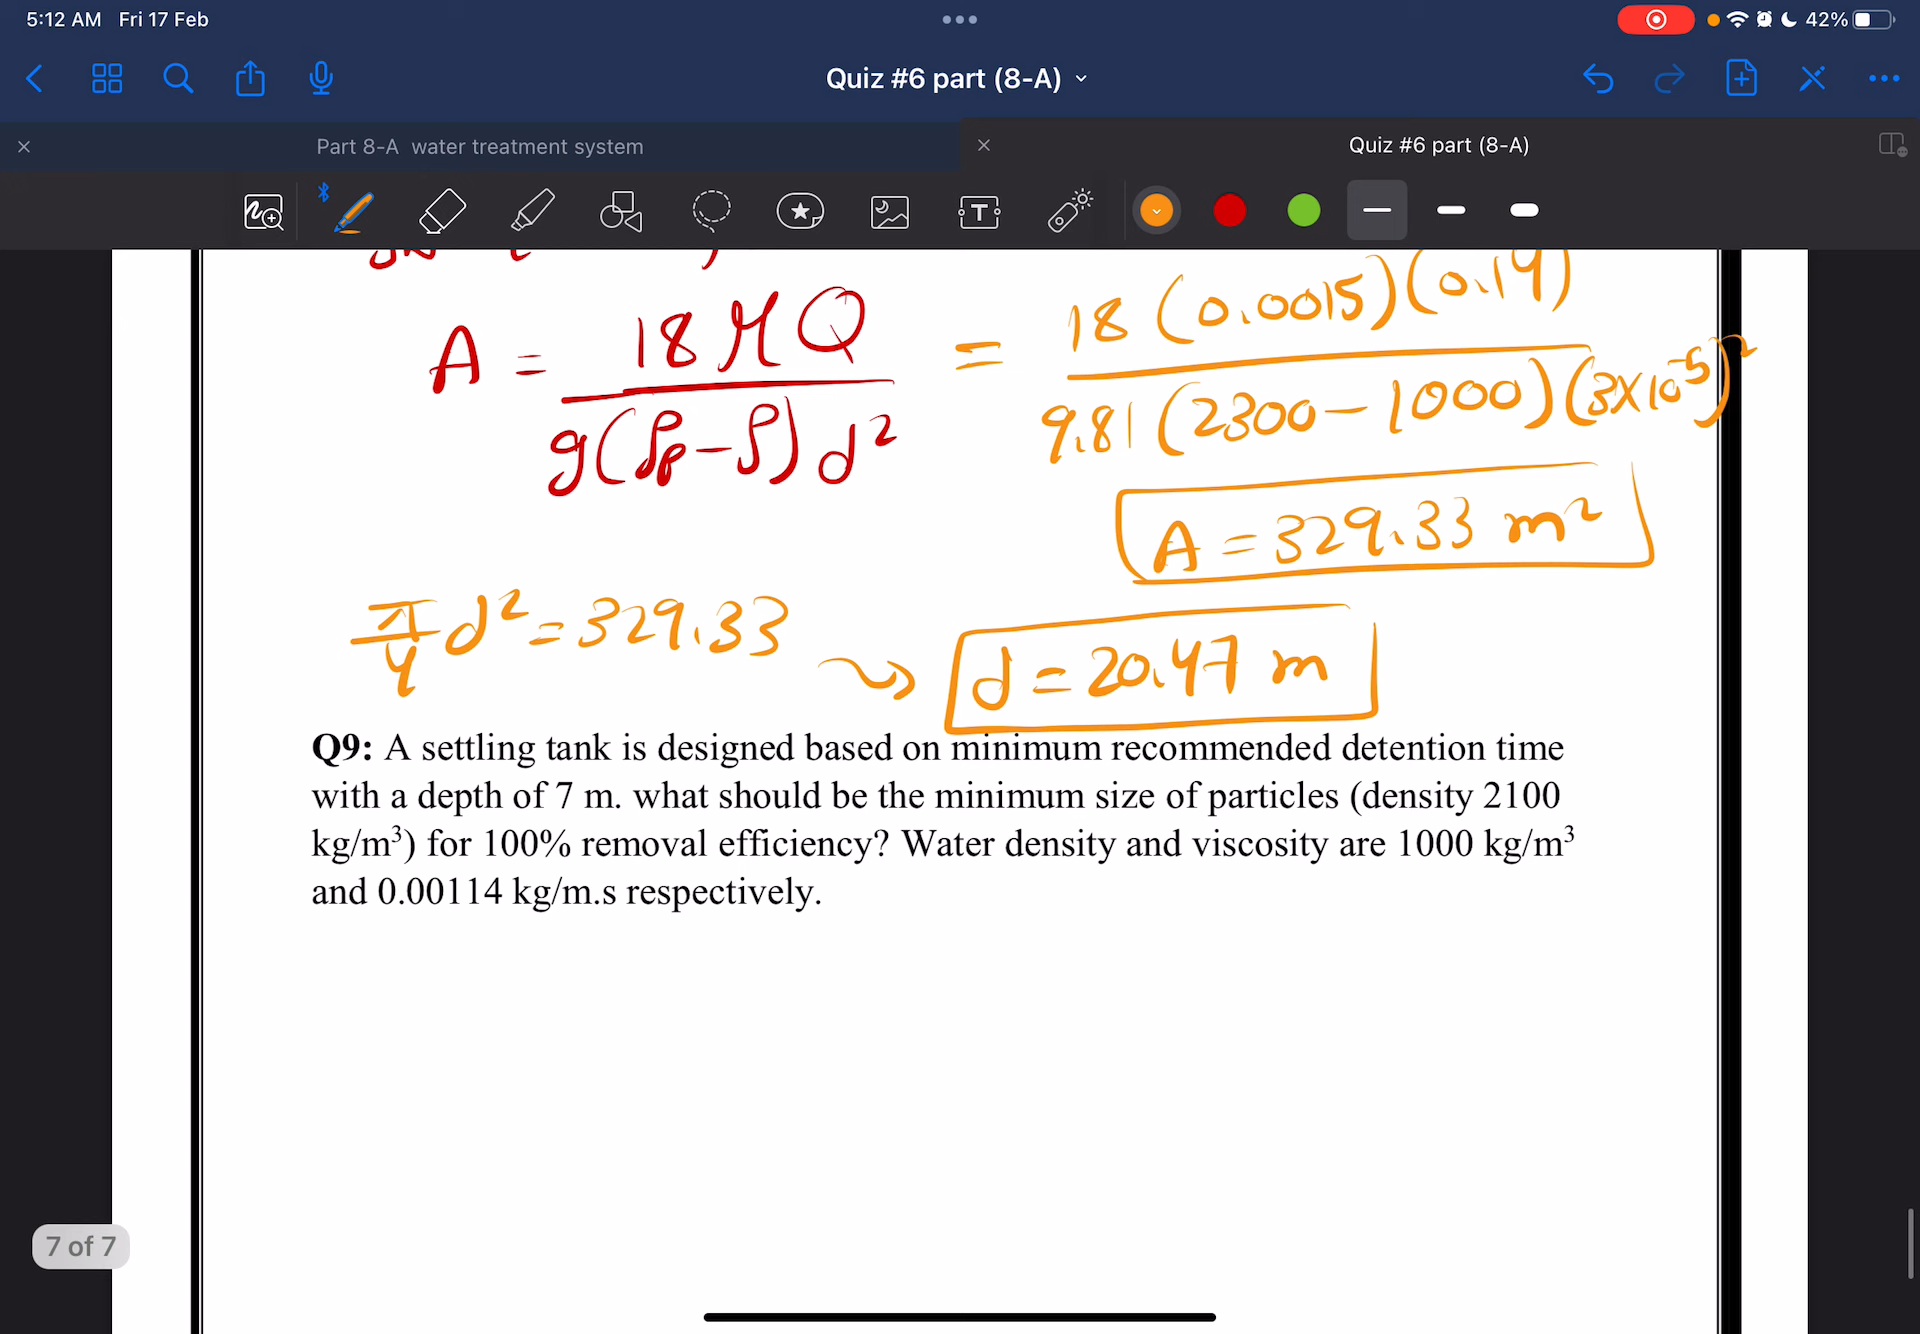 5:12 AM Fri 17 Feb
42%
Quiz #6 part (8-A)
Part 8-A water treatment system
Quiz #6 part (8-A)
T
A = 18 μ Q / g(ρp-ρ) d² = 18 (0.0015)(0.14) / 9.81 (2300-1000)(3x10⁻⁵)²
A = 329.33 m²
π/4 d² = 329.33
d = 20.47 m
Q9: A settling tank is designed based on minimum recommended detention time
with a depth of 7 m. what should be the minimum size of particles (density 2100
kg/m³) for 100% removal efficiency? Water density and viscosity are 1000 kg/m³
and 0.00114 kg/m.s respectively.
7 of 7